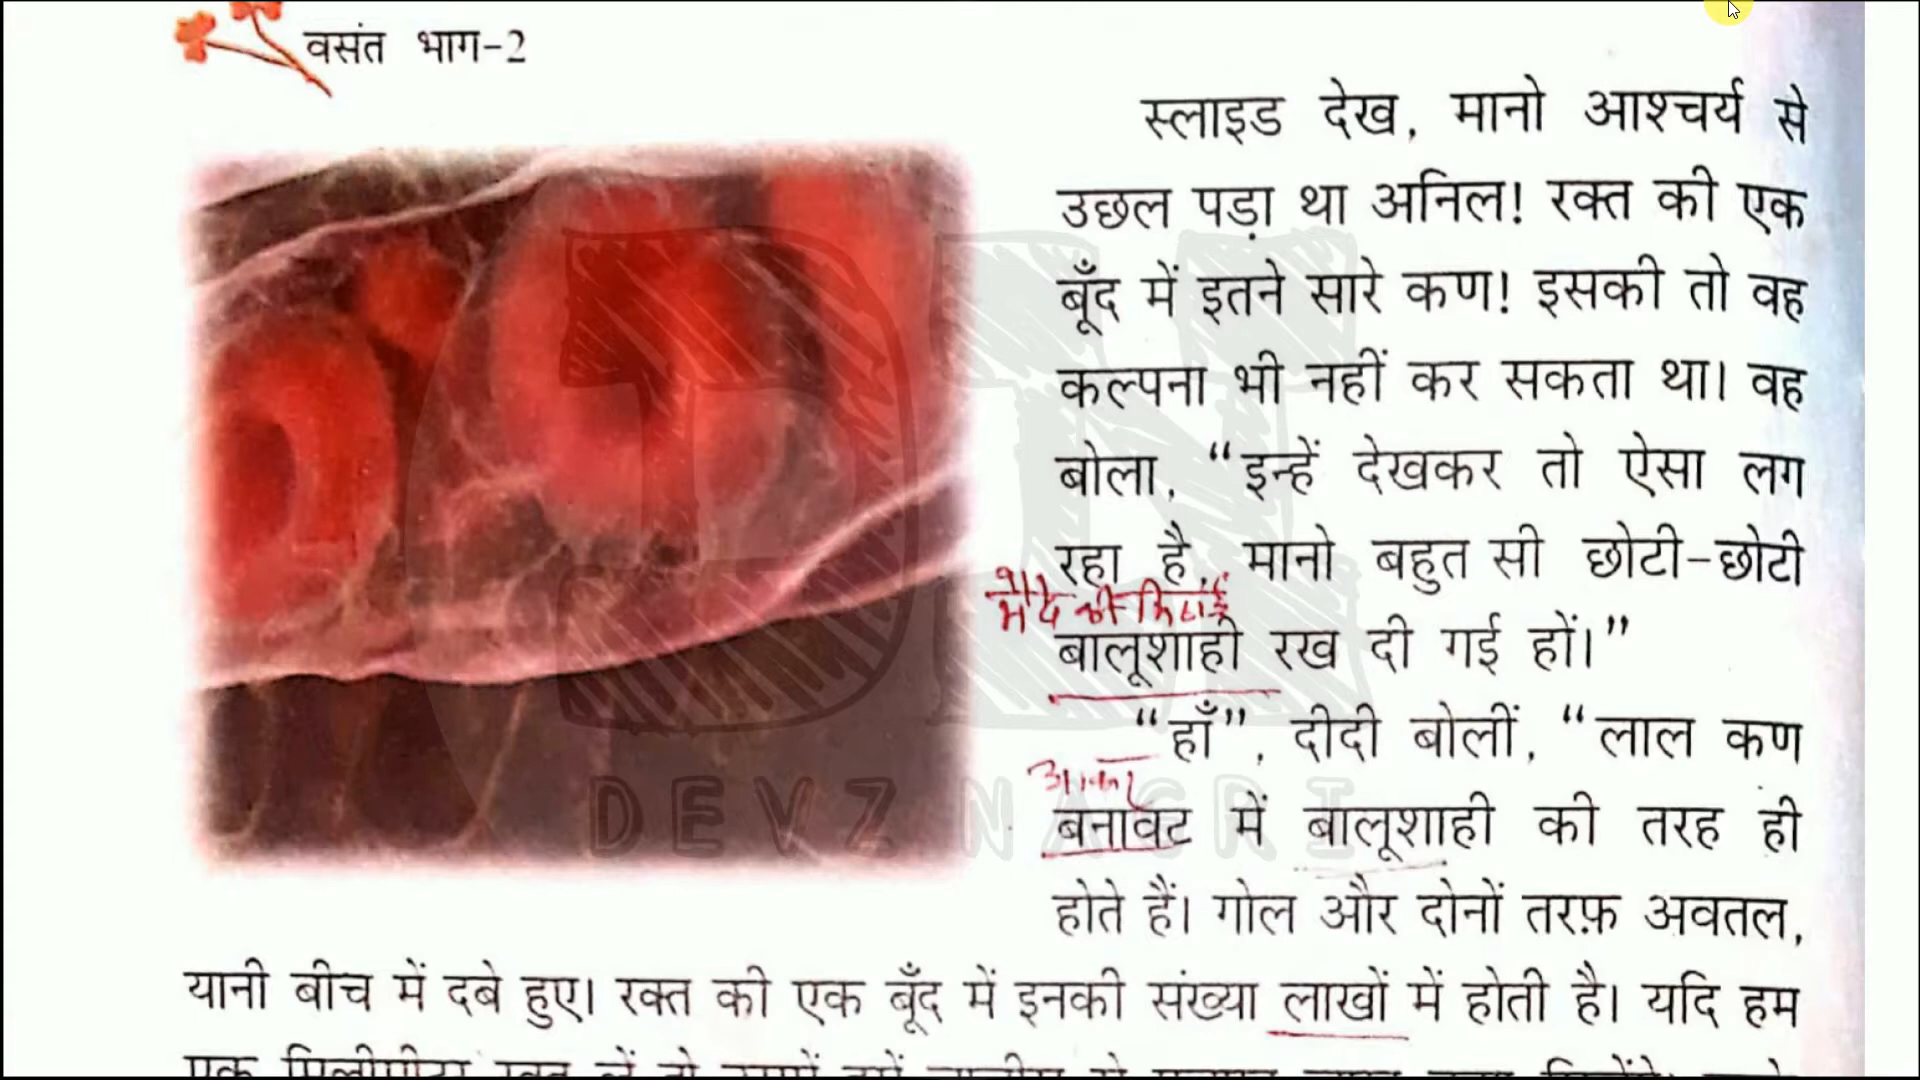 वसंत भाग-2
स्लाइड देख, मानो आश्चर्य से
उछल पड़ा था अनिल! रक्त की एक
बूँद में इतने सारे कण! इसकी तो वह
कल्पना भी नहीं कर सकता था। वह
बोला, “इन्हें देखकर तो ऐसा लग
रहा है, मानो बहुत सी छोटी-छोटी
मैदे की मिठाई
बालूशाही रख दी गई हों।”
“हाँ”, दीदी बोलीं, “लाल कण
आकार
बनावट में बालूशाही की तरह ही
होते हैं। गोल और दोनों तरफ़ अवतल,
यानी बीच में दबे हुए। रक्त की एक बूँद में इनकी संख्या लाखों में होती है। यदि हम
DEVZ NAGRI